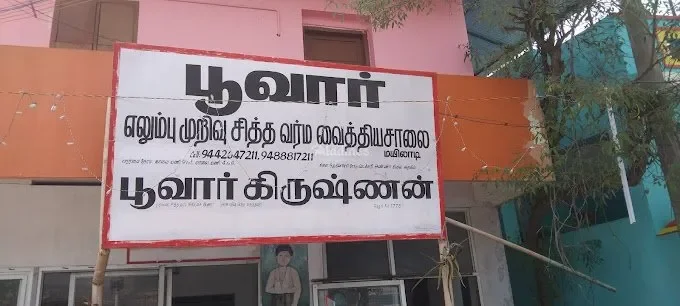 பூவார்
எலும்பு முறிவு சித்த வர்ம வைத்தியசாலை
மயிலாடி
9442647211.9488817211
பூவார் கிருஷ்ணன்